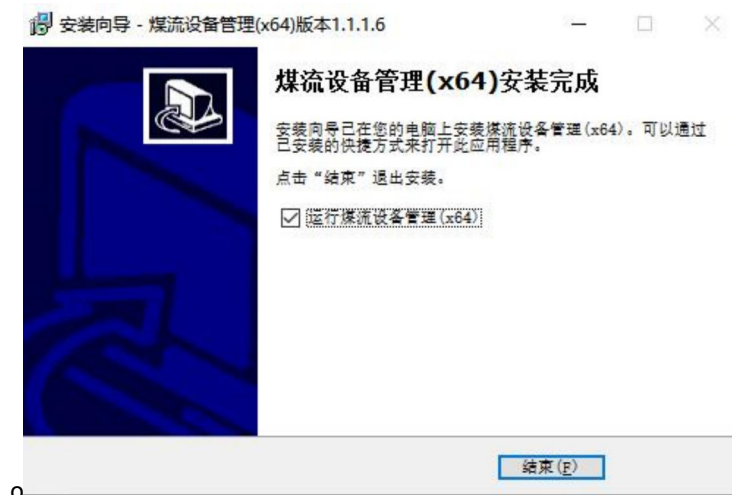 安装向导 - 煤流设备管理(x64)版本1.1.1.6
煤流设备管理(x64)安装完成
安装向导已在您的电脑上安装煤流设备管理(x64)。可以通过
已安装的快捷方式来打开此应用程序。
点击“结束”退出安装。
运行煤流设备管理(x64)
结束(F)
。